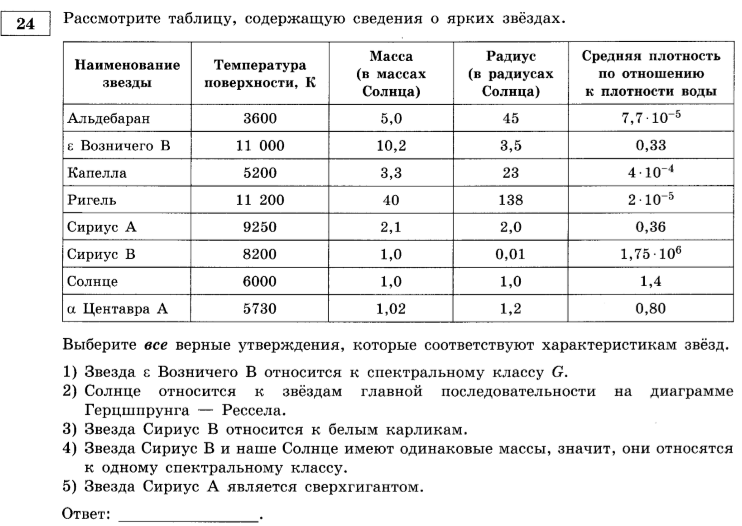 24
Рассмотрите таблицу, содержащую сведения о ярких звёздах.
Наименование звезды | Температура поверхности, К | Масса (в массах Солнца) | Радиус (в радиусах Солнца) | Средняя плотность по отношению к плотности воды
Альдебаран | 3600 | 5,0 | 45 | 7,7·10⁻⁵
ε Возничего В | 11 000 | 10,2 | 3,5 | 0,33
Капелла | 5200 | 3,3 | 23 | 4·10⁻⁴
Ригель | 11 200 | 40 | 138 | 2·10⁻⁵
Сириус А | 9250 | 2,1 | 2,0 | 0,36
Сириус В | 8200 | 1,0 | 0,01 | 1,75·10⁶
Солнце | 6000 | 1,0 | 1,0 | 1,4
α Центавра А | 5730 | 1,02 | 1,2 | 0,80
Выберите все верные утверждения, которые соответствуют характеристикам звёзд.
1) Звезда ε Возничего В относится к спектральному классу G.
2) Солнце относится к звёздам главной последовательности на диаграмме
Герцшпрунга — Рессела.
3) Звезда Сириус В относится к белым карликам.
4) Звезда Сириус В и наше Солнце имеют одинаковые массы, значит, они относятся
к одному спектральному классу.
5) Звезда Сириус А является сверхгигантом.
Ответ: ____________________.